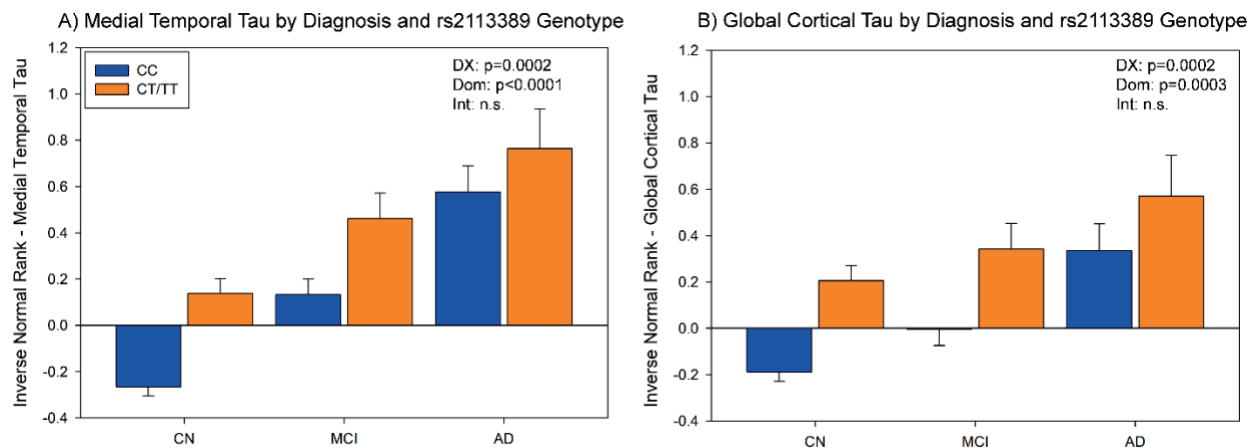 A) Medial Temporal Tau by Diagnosis and rs2113389 Genotype
Inverse Normal Rank - Medial Temporal Tau
1.2
1.0
0.8
0.6
0.4
0.2
0.0
-0.2
-0.4
CC
CT/TT
DX: p=0.0002
Dom: p<0.0001
Int: n.s.
CN
MCI
AD
B) Global Cortical Tau by Diagnosis and rs2113389 Genotype
Inverse Normal Rank - Global Cortical Tau
1.2
1.0
0.8
0.6
0.4
0.2
0.0
-0.2
-0.4
DX: p=0.0002
Dom: p=0.0003
Int: n.s.
CN
MCI
AD